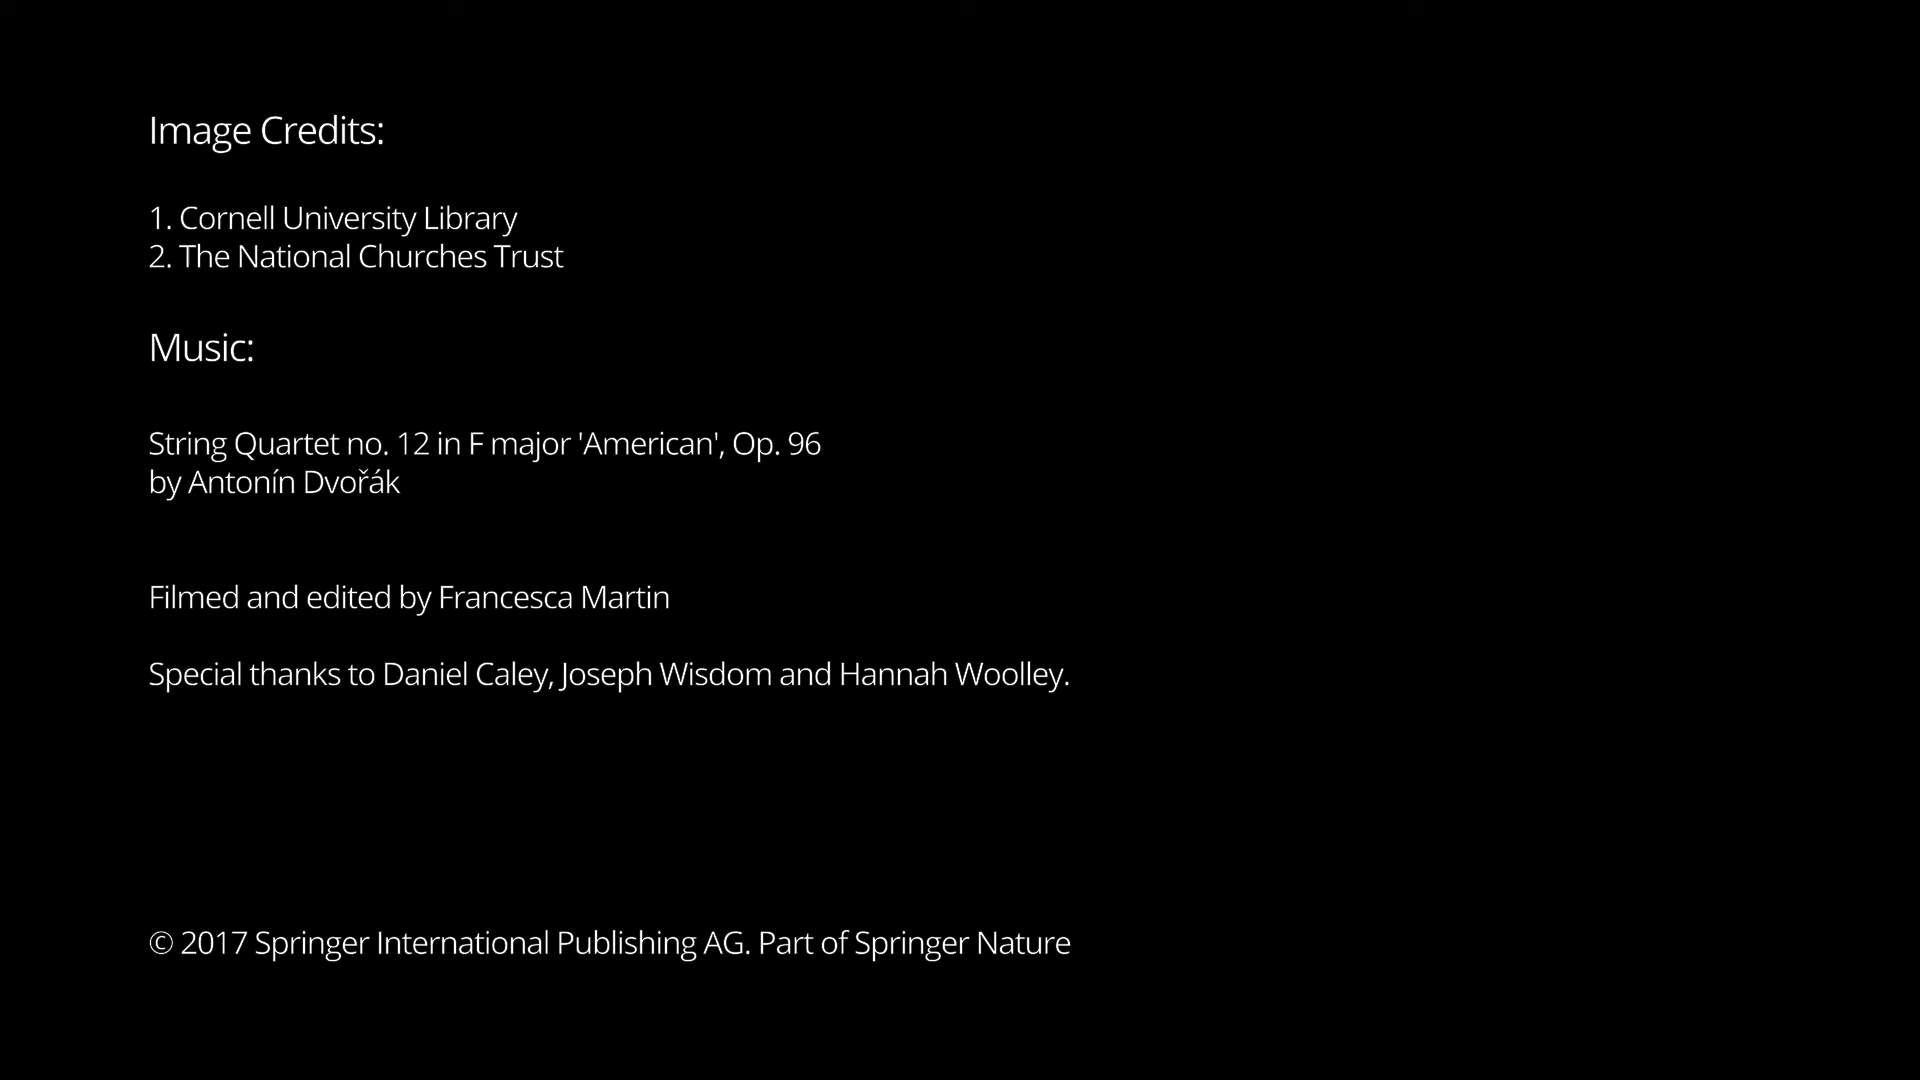 Image Credits:
1. Cornell University Library
2. The National Churches Trust
Music:
String Quartet no. 12 in F major 'American', Op. 96
by Antonín Dvořák
Filmed and edited by Francesca Martin
Special thanks to Daniel Caley, Joseph Wisdom and Hannah Woolley.
© 2017 Springer International Publishing AG. Part of Springer Nature